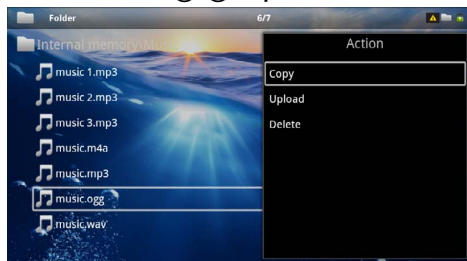 Folder 6/7
Internal memory\Mus
Action
music 1.mp3
music 2.mp3
music 3.mp3
music.m4a
music.mp3
music.ogg
music.wav
Copy
Upload
Delete